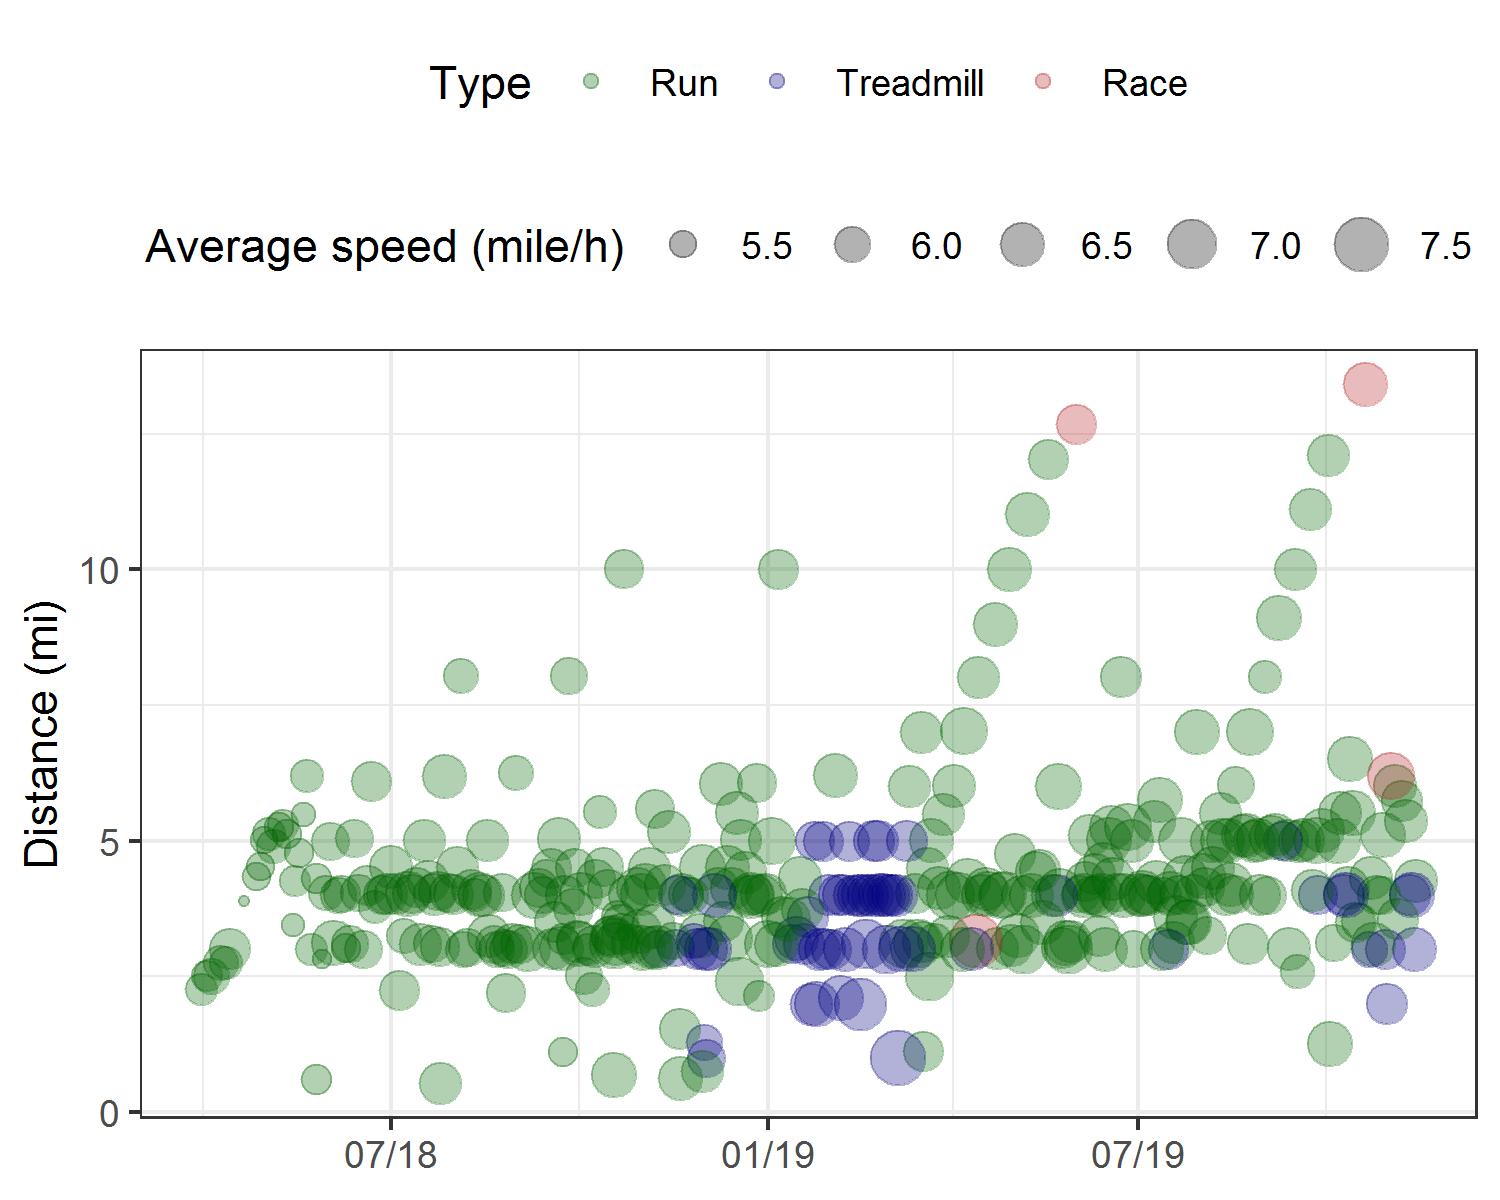 Type Run Treadmill Race
Average speed (mile/h) 5.5 6.0 6.5 7.0 7.5
Distance (mi)
10
5
0
07/18 01/19 07/19